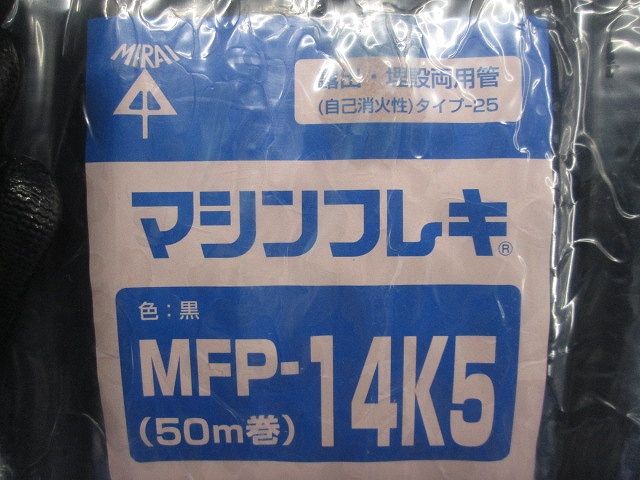 MIRAI
露出・埋設両用管
(自己消火性)タイプ-25
マシンフレキ®
色:黒
MFP-14K5
(50m巻)